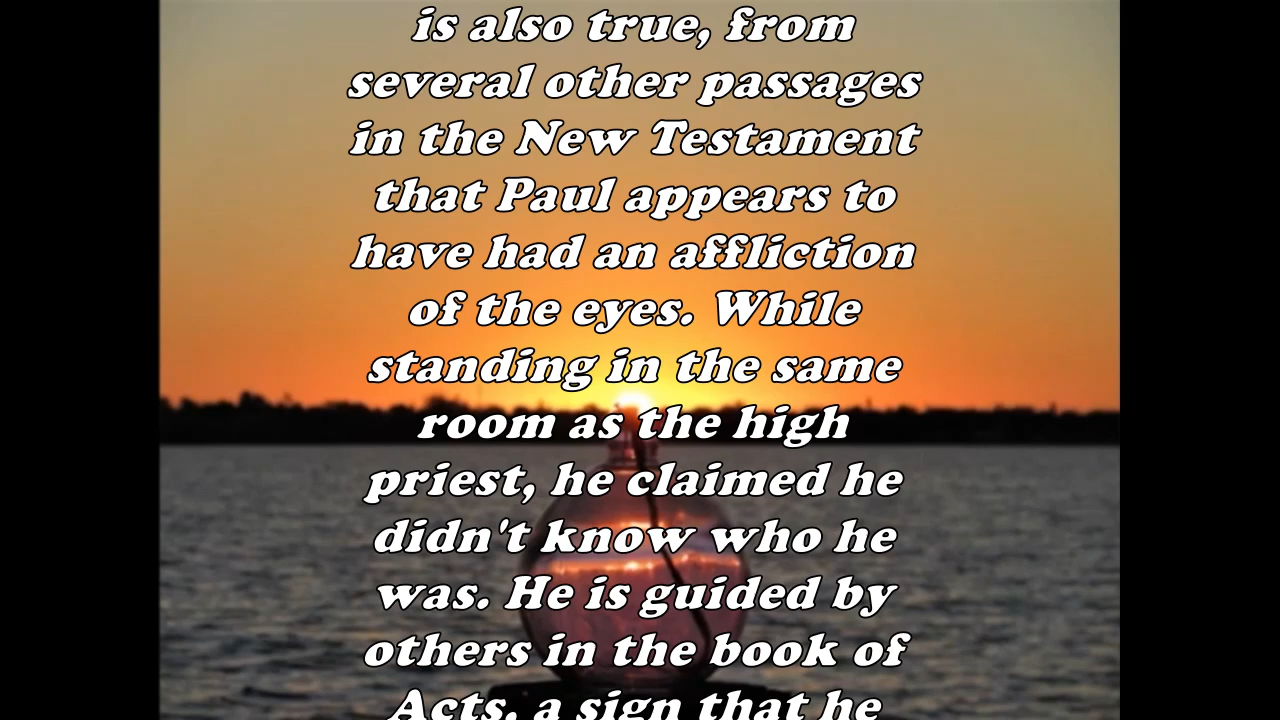 is also true, from
several other passages
in the New Testament
that Paul appears to
have had an affliction
of the eyes. While
standing in the same
room as the high
priest, he claimed he
didn't know who he
was. He is guided by
others in the book of
Acts, a sign that he